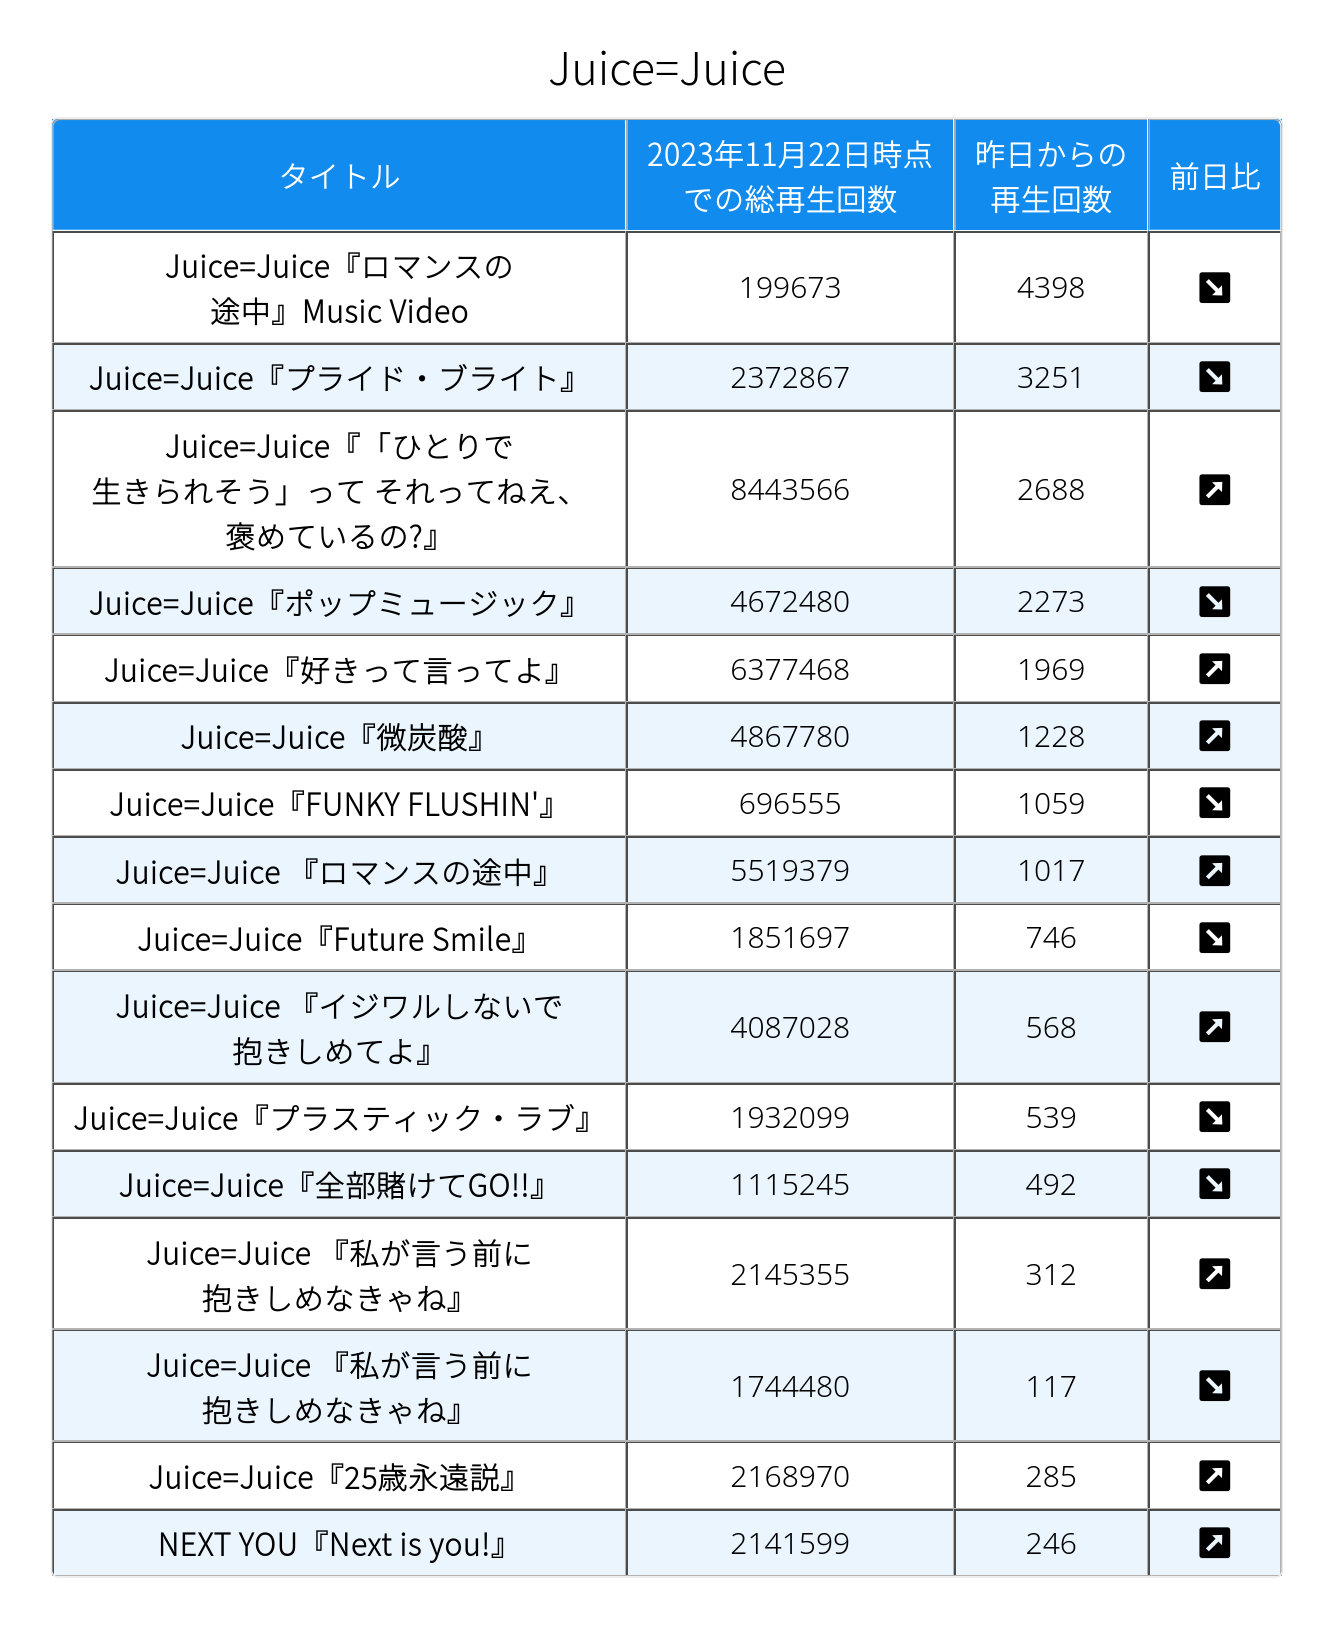 Juice=Juice
タイトル
2023年11月22日時点
での総再生回数
昨日からの
再生回数
前日比
Juice=Juice『ロマンスの
途中』Music Video
199673
4398
Juice=Juice『プライド・ブライト』
2372867
3251
Juice=Juice『「ひとりで
生きられそう」って それってねえ、
褒めているの?』
8443566
2688
Juice=Juice『ポップミュージック』
4672480
2273
Juice=Juice『好きって言ってよ』
6377468
1969
Juice=Juice『微炭酸』
4867780
1228
Juice=Juice『FUNKY FLUSHIN'』
696555
1059
Juice=Juice 『ロマンスの途中』
5519379
1017
Juice=Juice『Future Smile』
1851697
746
Juice=Juice 『イジワルしないで
抱きしめてよ』
4087028
568
Juice=Juice『プラスティック・ラブ』
1932099
539
Juice=Juice『全部賭けてGO!!』
1115245
492
Juice=Juice 『私が言う前に
抱きしめなきゃね』
2145355
312
Juice=Juice 『私が言う前に
抱きしめなきゃね』
1744480
117
Juice=Juice『25歳永遠説』
2168970
285
NEXT YOU『Next is you!』
2141599
246